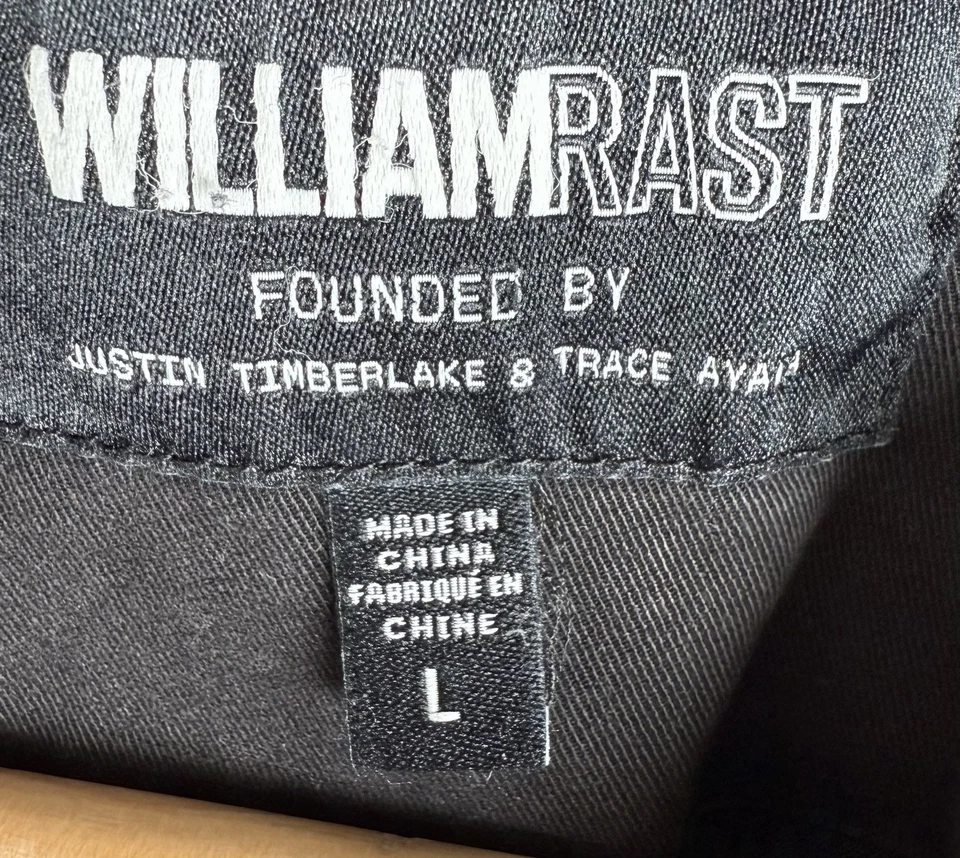 WILLIAMRAST
FOUNDED BY
JUSTIN TIMBERLAKE & TRACE
MADE IN
CHINA
FABRIQUÉ EN
CHINE
L